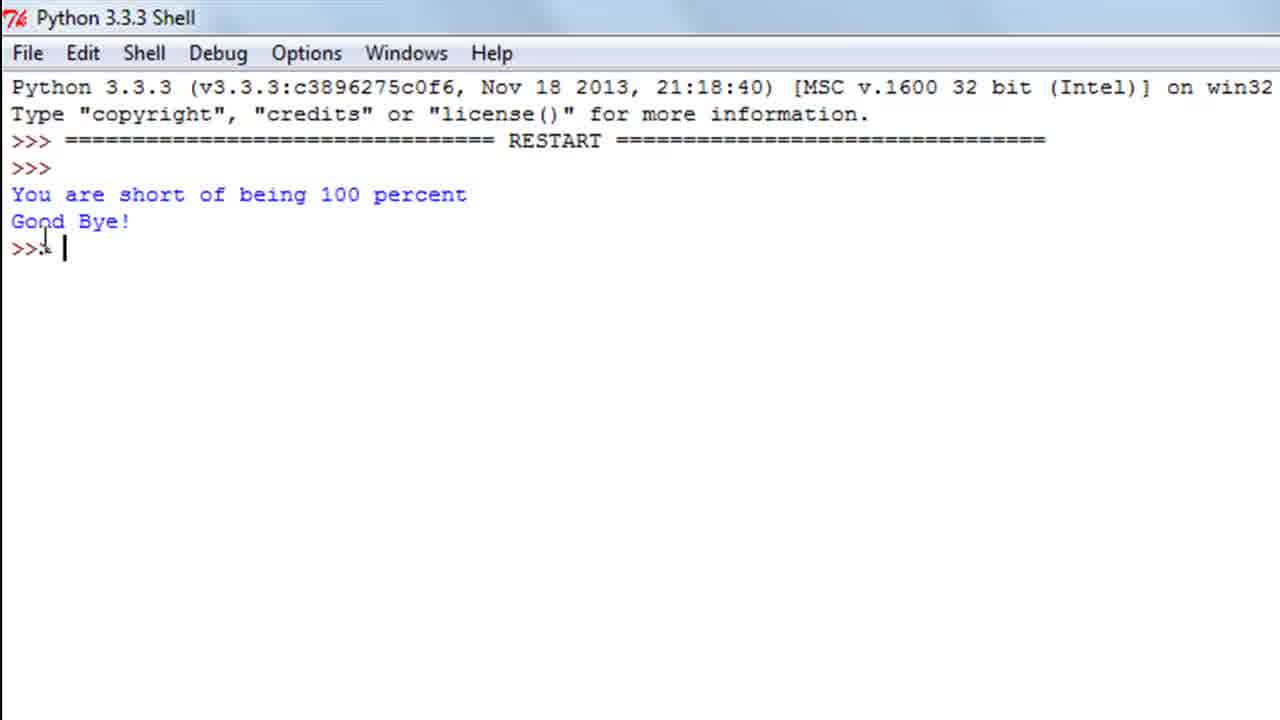 Python 3.3.3 Shell
File Edit Shell Debug Options Windows Help
Python 3.3.3 (v3.3.3:c3896275c0f6, Nov 18 2013, 21:18:40) [MSC v.1600 32 bit (Intel)] on win32
Type "copyright", "credits" or "license()" for more information.
>>> ================================ RESTART ================================
>>>
You are short of being 100 percent
Good Bye!
>>>